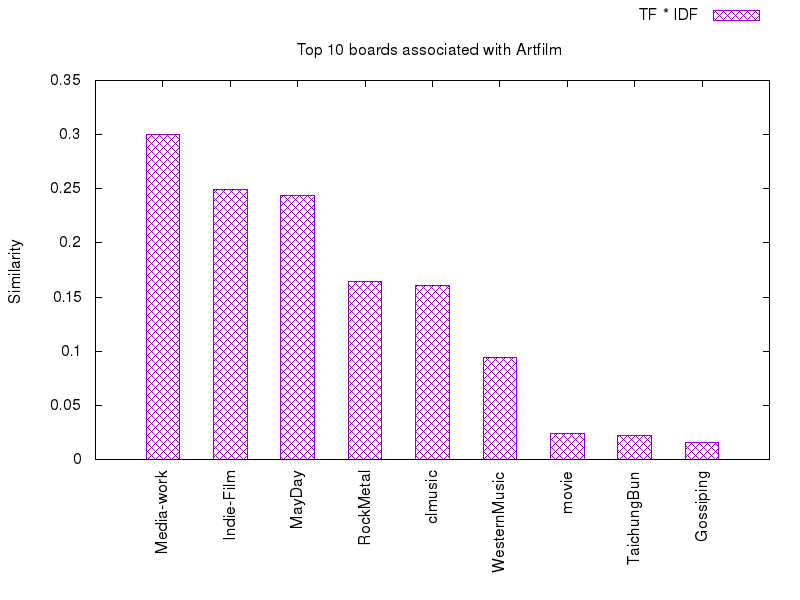 TF * IDF
Top 10 boards associated with Artfilm
0.35
0.3
0.25
0.2
0.15
0.1
0.05
0
Similarity
Media-work
Indie-Film
MayDay
RockMetal
clmusic
WesternMusic
movie
TaichungBun
Gossiping